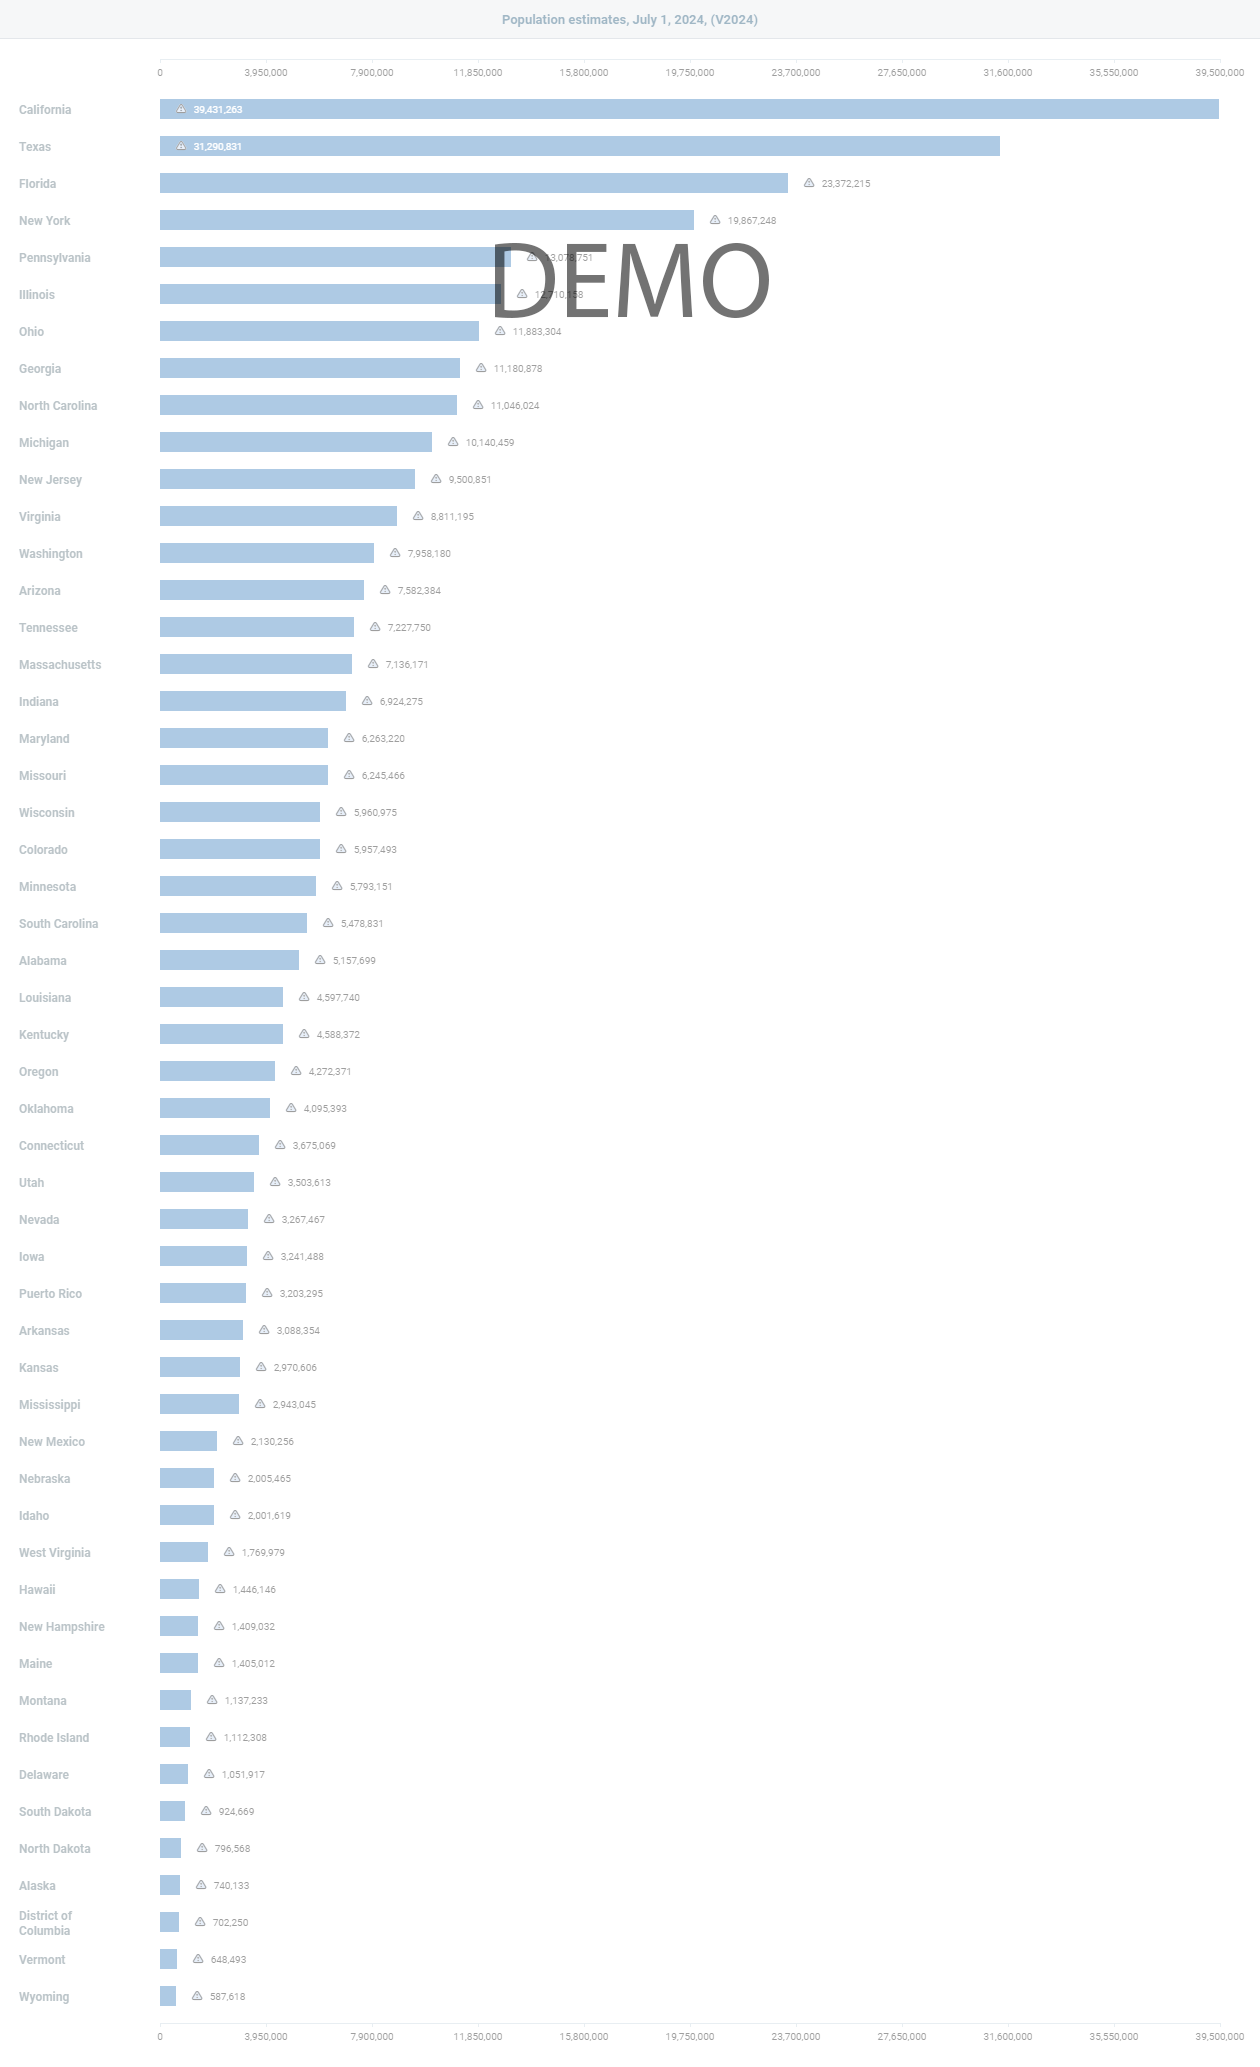 Population estimates, July 1, 2024, (V2024)
0 3,950,000 7,900,000 11,850,000 15,800,000 19,750,000 23,700,000 27,650,000 31,600,000 35,550,000 39,500,000
California 39,431,263
Texas 31,290,831
Florida 23,372,215
New York 19,867,248
Pennsylvania 13,078,751
DEMO
Illinois 12,710,158
Ohio 11,883,304
Georgia 11,180,878
North Carolina 11,046,024
Michigan 10,140,459
New Jersey 9,500,851
Virginia 8,811,195
Washington 7,958,180
Arizona 7,582,384
Tennessee 7,227,750
Massachusetts 7,136,171
Indiana 6,924,275
Maryland 6,263,220
Missouri 6,245,466
Wisconsin 5,960,975
Colorado 5,957,493
Minnesota 5,793,151
South Carolina 5,478,831
Alabama 5,157,699
Louisiana 4,597,740
Kentucky 4,588,372
Oregon 4,272,371
Oklahoma 4,095,393
Connecticut 3,675,069
Utah 3,503,613
Nevada 3,267,467
Iowa 3,241,488
Puerto Rico 3,203,295
Arkansas 3,088,354
Kansas 2,970,606
Mississippi 2,943,045
New Mexico 2,130,256
Nebraska 2,005,465
Idaho 2,001,619
West Virginia 1,769,979
Hawaii 1,446,146
New Hampshire 1,409,032
Maine 1,405,012
Montana 1,137,233
Rhode Island 1,112,308
Delaware 1,051,917
South Dakota 924,669
North Dakota 796,568
Alaska 740,133
District of
Columbia 702,250
Vermont 648,493
Wyoming 587,618
0 3,950,000 7,900,000 11,850,000 15,800,000 19,750,000 23,700,000 27,650,000 31,600,000 35,550,000 39,500,000